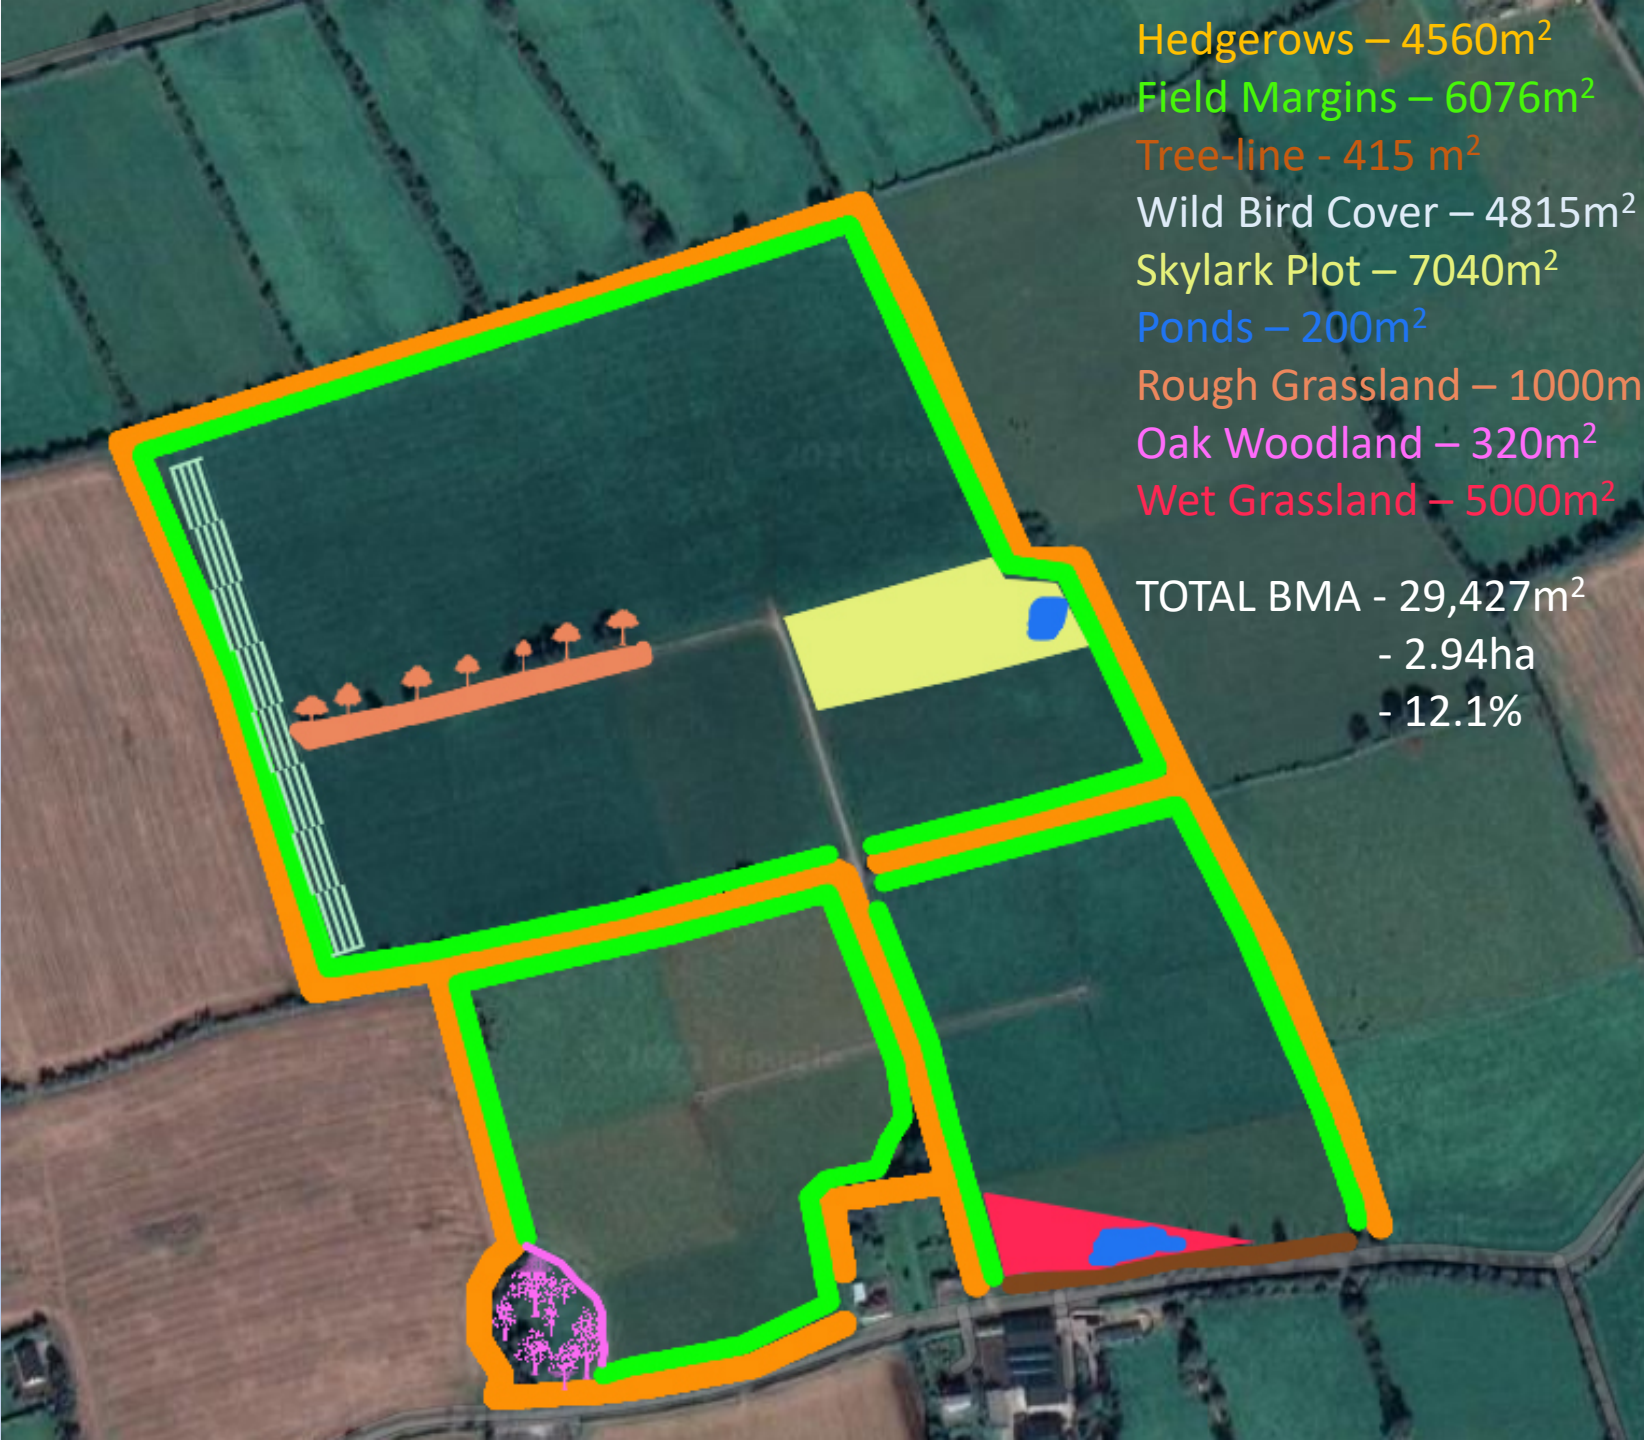 Hedgerows – 4560m²
Field Margins – 6076m²
Tree-line - 415 m²
Wild Bird Cover – 4815m²
Skylark Plot – 7040m²
Ponds – 200m²
Rough Grassland – 1000m
Oak Woodland – 320m²
Wet Grassland – 5000m²
TOTAL BMA - 29,427m²
- 2.94ha
- 12.1%